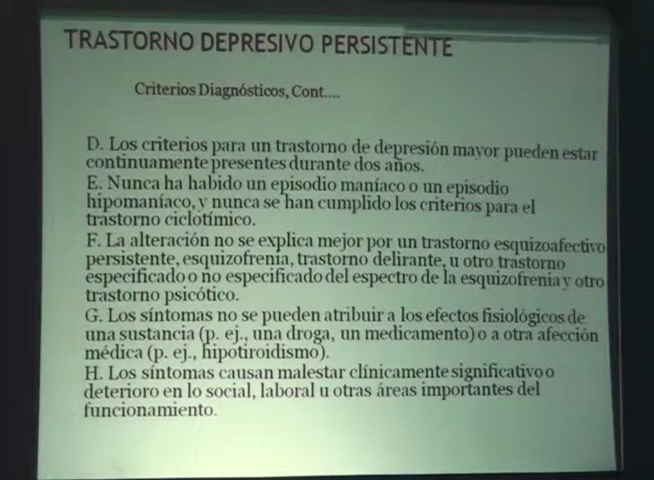 TRASTORNO DEPRESIVO PERSISTENTE
Criterios Diagnósticos, Cont....
D. Los criterios para un trastorno de depresión mayor pueden estar
continuamente presentes durante dos años.
E. Nunca ha habido un episodio maníaco o un episodio
hipomaníaco, y nunca se han cumplido los criterios para el
trastorno ciclotímico.
F. La alteración no se explica mejor por un trastorno esquizoafectivo
persistente, esquizofrenia, trastorno delirante, u otro trastorno
especificado o no especificado del espectro de la esquizofrenia y otro
trastorno psicótico.
G. Los síntomas no se pueden atribuir a los efectos fisiológicos de
una sustancia (p. ej., una droga, un medicamento) o a otra afección
médica (p. ej., hipotiroidismo).
H. Los síntomas causan malestar clínicamente significativo o
deterioro en lo social, laboral u otras áreas importantes del
funcionamiento.